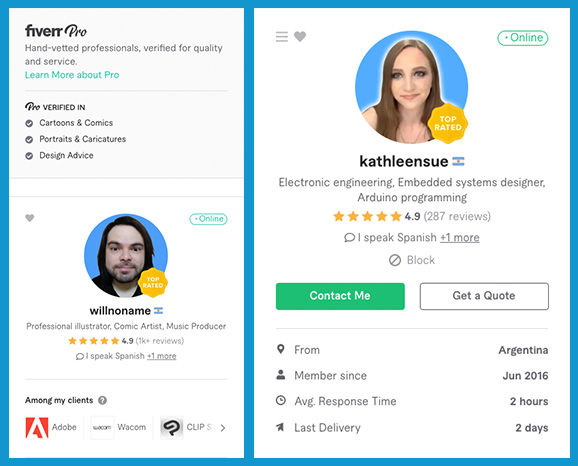 fiverr Pro
Hand-vetted professionals, verified for quality
and service.
Learn More about Pro
Pro VERIFIED IN
Cartoons & Comics
Portraits & Caricatures
Design Advice
Online
TOP
RATED
willnoname
Professional illustrator, Comic Artist, Music Producer
4.9 (1k+ reviews)
I speak Spanish +1 more
Among my clients ?
Adobe
wacom
Wacom
CLIP S
Online
TOP
RATED
kathleensue
Electronic engineering, Embedded systems designer,
Arduino programming
4.9 (287 reviews)
I speak Spanish +1 more
Block
Contact Me
Get a Quote
From Argentina
Member since Jun 2016
Avg. Response Time 2 hours
Last Delivery 2 days